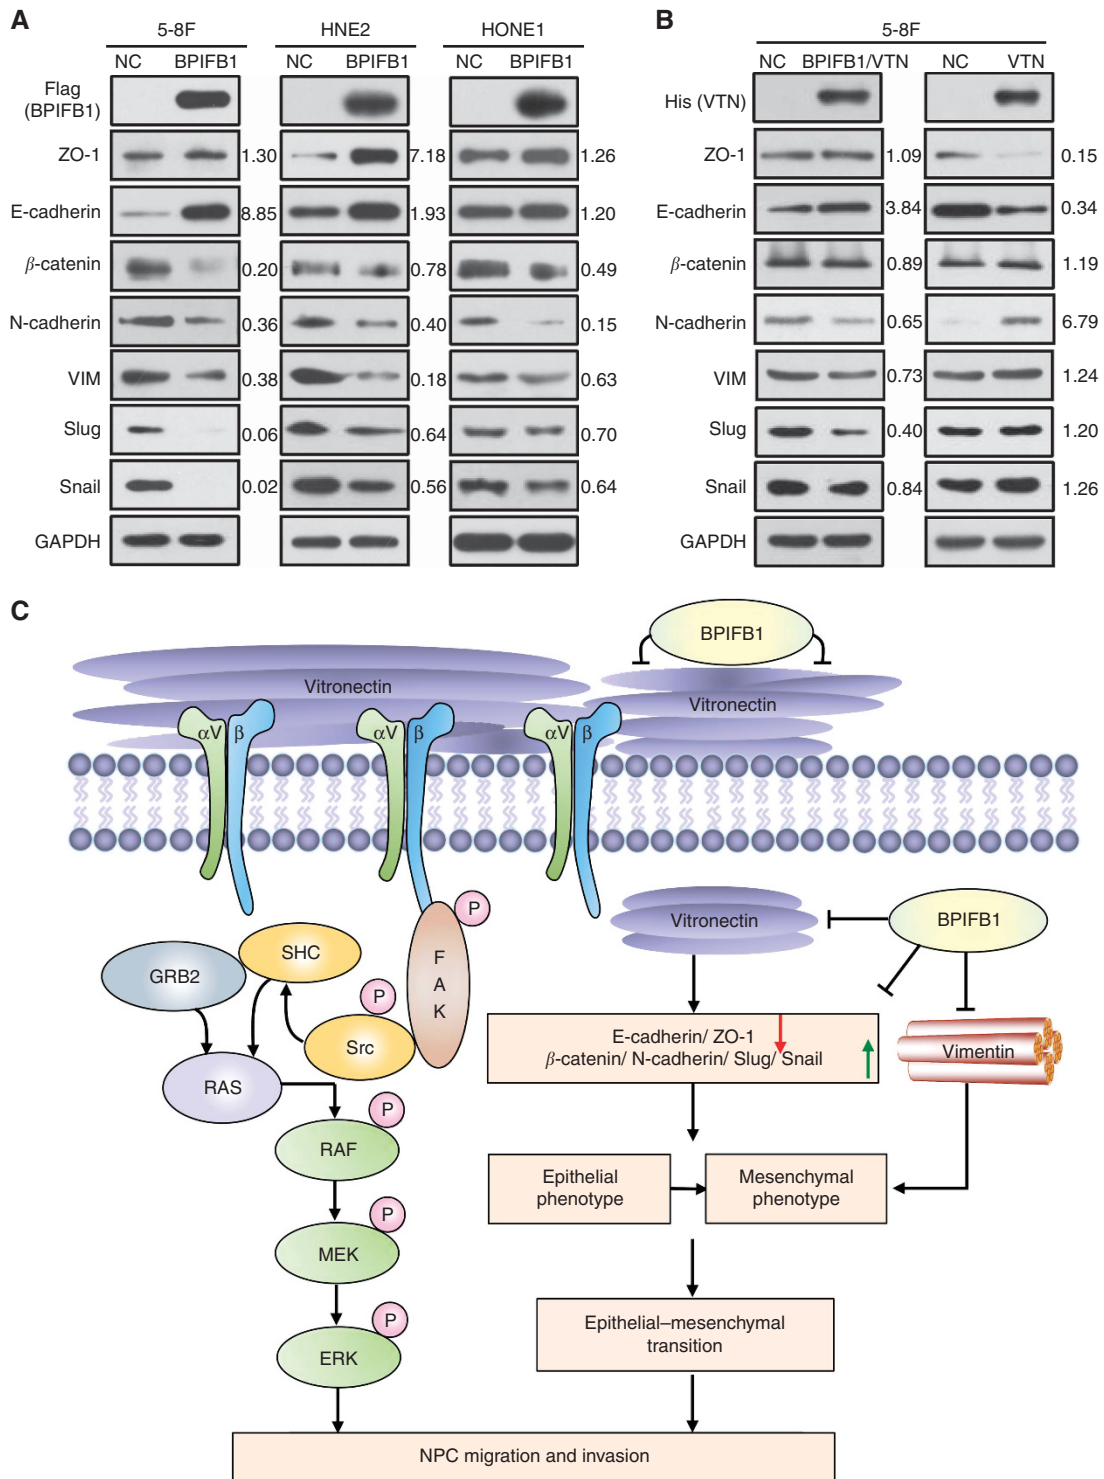 A
5-8F HNE2 HONE1
NC BPIFB1 NC BPIFB1 NC BPIFB1
Flag
(BPIFB1)
ZO-1 1.30 7.18 1.26
E-cadherin 8.85 1.93 1.20
β-catenin 0.20 0.78 0.49
N-cadherin 0.36 0.40 0.15
VIM 0.38 0.18 0.63
Slug 0.06 0.64 0.70
Snail 0.02 0.56 0.64
GAPDH
B
5-8F
NC BPIFB1/VTN NC VTN
His (VTN)
ZO-1 1.09 0.15
E-cadherin 3.84 0.34
β-catenin 0.89 1.19
N-cadherin 0.65 6.79
VIM 0.73 1.24
Slug 0.40 1.20
Snail 0.84 1.26
GAPDH
C
BPIFB1
Vitronectin
Vitronectin
αV β αV β αV β
Vitronectin
BPIFB1
P
F
A
K
SHC
GRB2
P
Src
RAS
P
RAF
P
MEK
P
ERK
E-cadherin/ ZO-1
β-catenin/ N-cadherin/ Slug/ Snail
Vimentin
Epithelial
phenotype
Mesenchymal
phenotype
Epithelial–mesenchymal
transition
NPC migration and invasion